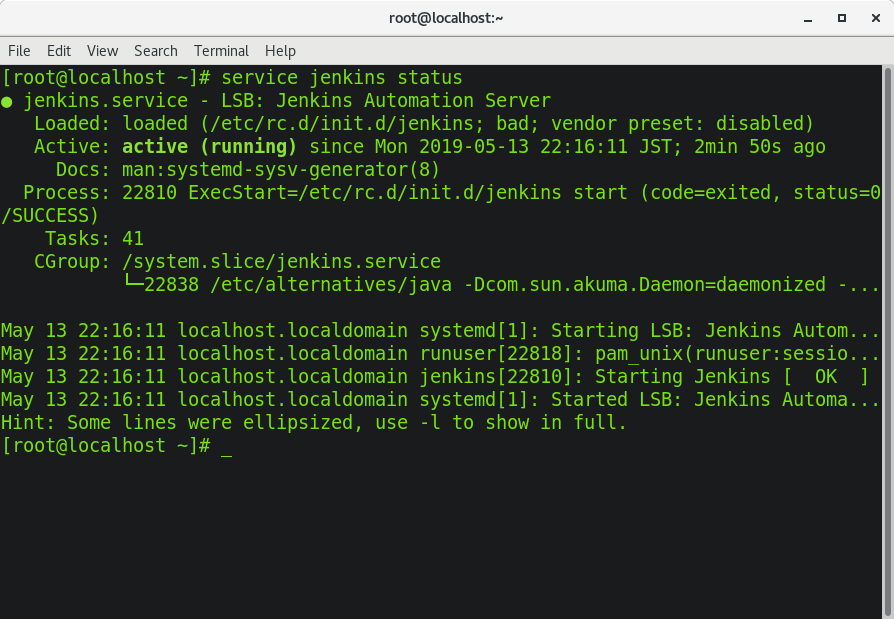 root@localhost:~
File Edit View Search Terminal Help
[root@localhost ~]# service jenkins status
● jenkins.service - LSB: Jenkins Automation Server
   Loaded: loaded (/etc/rc.d/init.d/jenkins; bad; vendor preset: disabled)
   Active: active (running) since Mon 2019-05-13 22:16:11 JST; 2min 50s ago
     Docs: man:systemd-sysv-generator(8)
  Process: 22810 ExecStart=/etc/rc.d/init.d/jenkins start (code=exited, status=0
/SUCCESS)
    Tasks: 41
   CGroup: /system.slice/jenkins.service
           └─22838 /etc/alternatives/java -Dcom.sun.akuma.Daemon=daemonized -...
May 13 22:16:11 localhost.localdomain systemd[1]: Starting LSB: Jenkins Autom...
May 13 22:16:11 localhost.localdomain runuser[22818]: pam_unix(runuser:sessio...
May 13 22:16:11 localhost.localdomain jenkins[22810]: Starting Jenkins [  OK  ]
May 13 22:16:11 localhost.localdomain systemd[1]: Started LSB: Jenkins Automa...
Hint: Some lines were ellipsized, use -l to show in full.
[root@localhost ~]# _